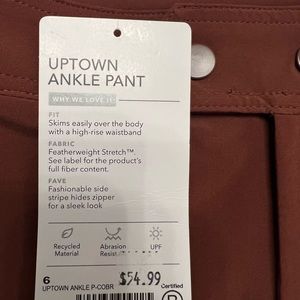 UPTOWN
ANKLE PANT
WHY WE LOVE IT
FIT
Skims easily over the body
with a high-rise waistband
FABRIC
Featherweight Stretch™.
See label for the product's
full fiber content.
FAVE
Fashionable side
stripe hides zipper
for a sleek look
Recycled Abrasion UPF
Material
6
UPTOWN ANKLE P-COBR
$54.99
Certified
B